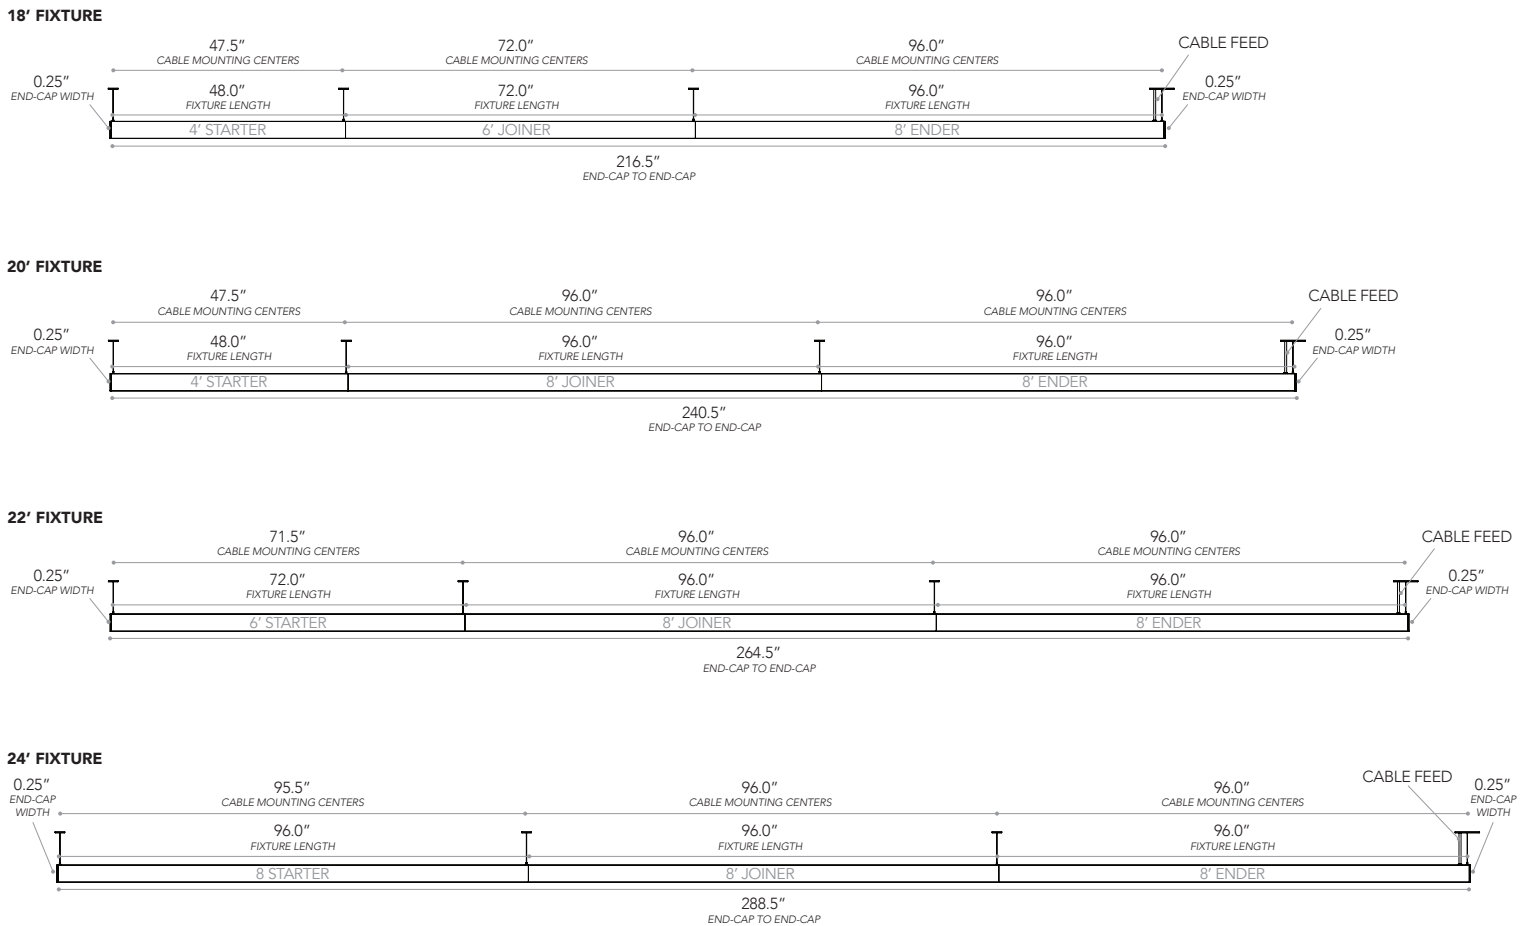 18’ FIXTURE
47.5” 72.0” 96.0” CABLE FEED
CABLE MOUNTING CENTERS CABLE MOUNTING CENTERS CABLE MOUNTING CENTERS
0.25” 48.0” 72.0” 96.0” 0.25”
END-CAP WIDTH FIXTURE LENGTH FIXTURE LENGTH FIXTURE LENGTH END-CAP WIDTH
4’ STARTER 6’ JOINER 8’ ENDER
216.5”
END-CAP TO END-CAP
20’ FIXTURE
47.5” 96.0” 96.0” CABLE FEED
CABLE MOUNTING CENTERS CABLE MOUNTING CENTERS CABLE MOUNTING CENTERS
0.25” 48.0” 96.0” 96.0” 0.25”
END-CAP WIDTH FIXTURE LENGTH FIXTURE LENGTH FIXTURE LENGTH END-CAP WIDTH
4’ STARTER 8’ JOINER 8’ ENDER
240.5”
END-CAP TO END-CAP
22’ FIXTURE
71.5” 96.0” 96.0” CABLE FEED
CABLE MOUNTING CENTERS CABLE MOUNTING CENTERS CABLE MOUNTING CENTERS
0.25” 72.0” 96.0” 96.0” 0.25”
END-CAP WIDTH FIXTURE LENGTH FIXTURE LENGTH FIXTURE LENGTH END-CAP WIDTH
6’ STARTER 8’ JOINER 8’ ENDER
264.5”
END-CAP TO END-CAP
24’ FIXTURE
0.25” 95.5” 96.0” 96.0” CABLE FEED 0.25”
END-CAP CABLE MOUNTING CENTERS CABLE MOUNTING CENTERS CABLE MOUNTING CENTERS END-CAP
WIDTH WIDTH
96.0” 96.0” 96.0”
FIXTURE LENGTH FIXTURE LENGTH FIXTURE LENGTH
8 STARTER 8’ JOINER 8’ ENDER
288.5”
END-CAP TO END-CAP